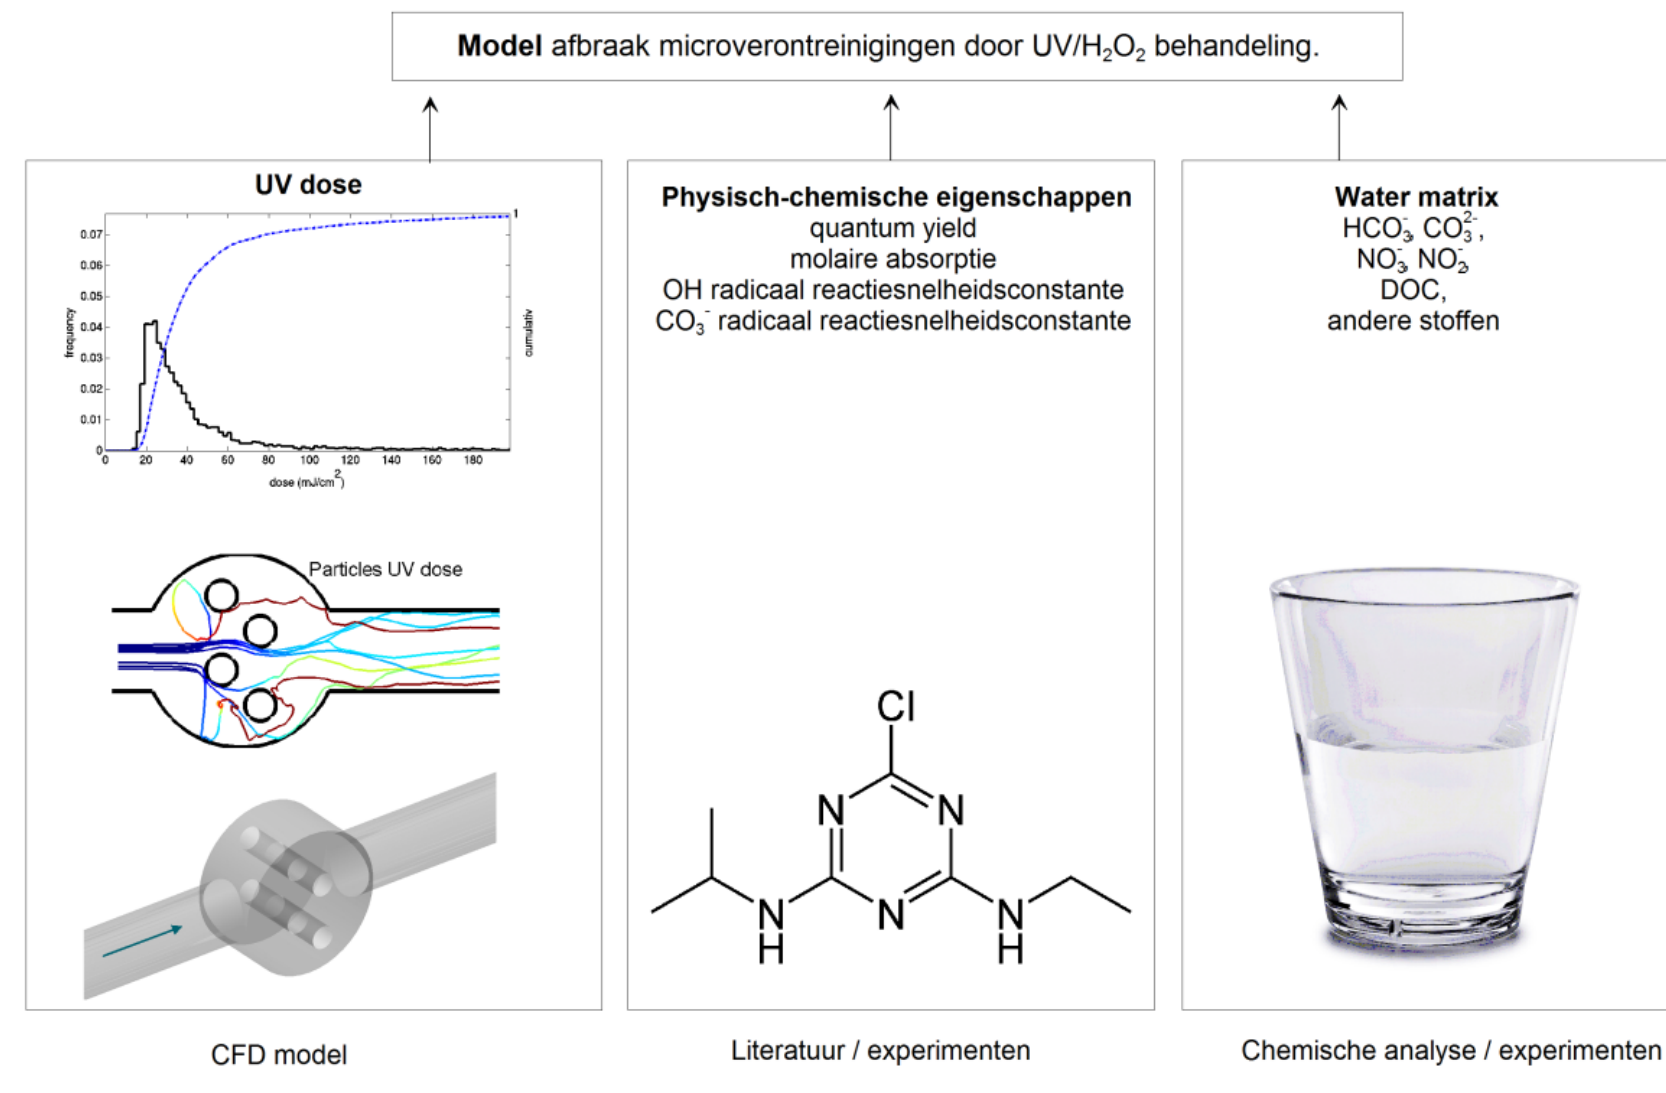 Model afbraak microverontreinigingen door UV/H₂O₂ behandeling.
UV dose
1
0.07
0.06
0.05
0.04
0.03
0.02
0.01
0
frequency
cumulativ
0 20 40 60 80 100 120 140 160 180
dose (mJ/cm²)
Particles UV dose
CFD model
Physisch-chemische eigenschappen
quantum yield
molaire absorptie
OH radicaal reactiesnelheidsconstante
CO₃⁻ radicaal reactiesnelheidsconstante
Cl
N N
N N N
H H
Literatuur / experimenten
Water matrix
HCO₃⁻, CO₃²⁻,
NO₃⁻, NO₂⁻,
DOC,
andere stoffen
Chemische analyse / experimenten